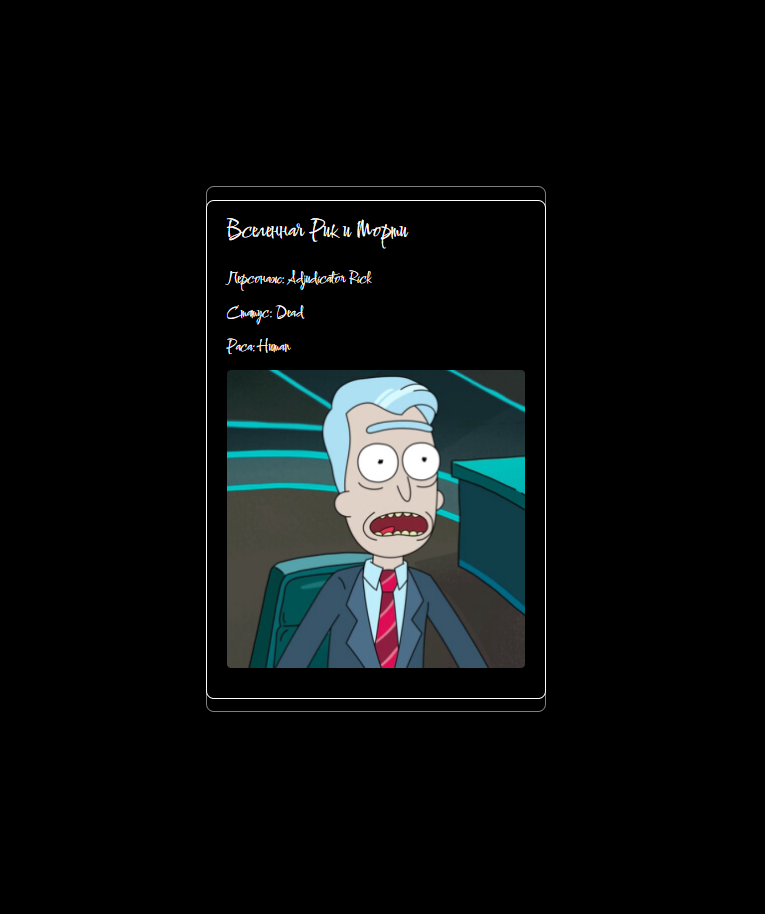 Вселенная Рик и Морти
Персонаж: Adjudicator Rick
Статус: Dead
Раса: Human